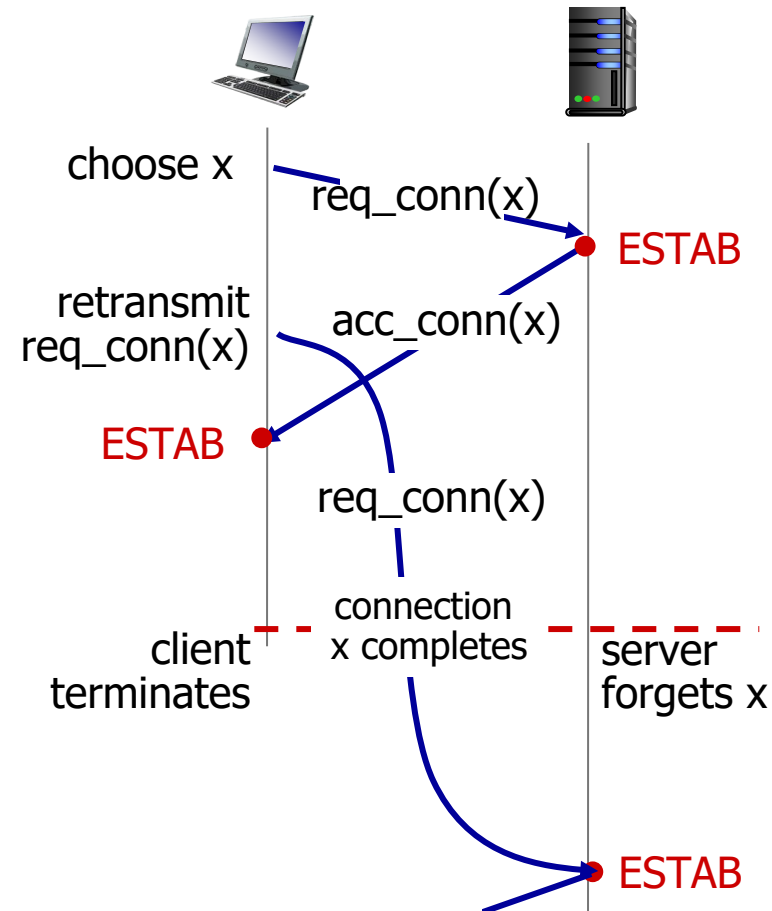 choose x
req_conn(x)
ESTAB
retransmit
req_conn(x)
acc_conn(x)
ESTAB
req_conn(x)
connection
x completes
client
terminates
server
forgets x
ESTAB